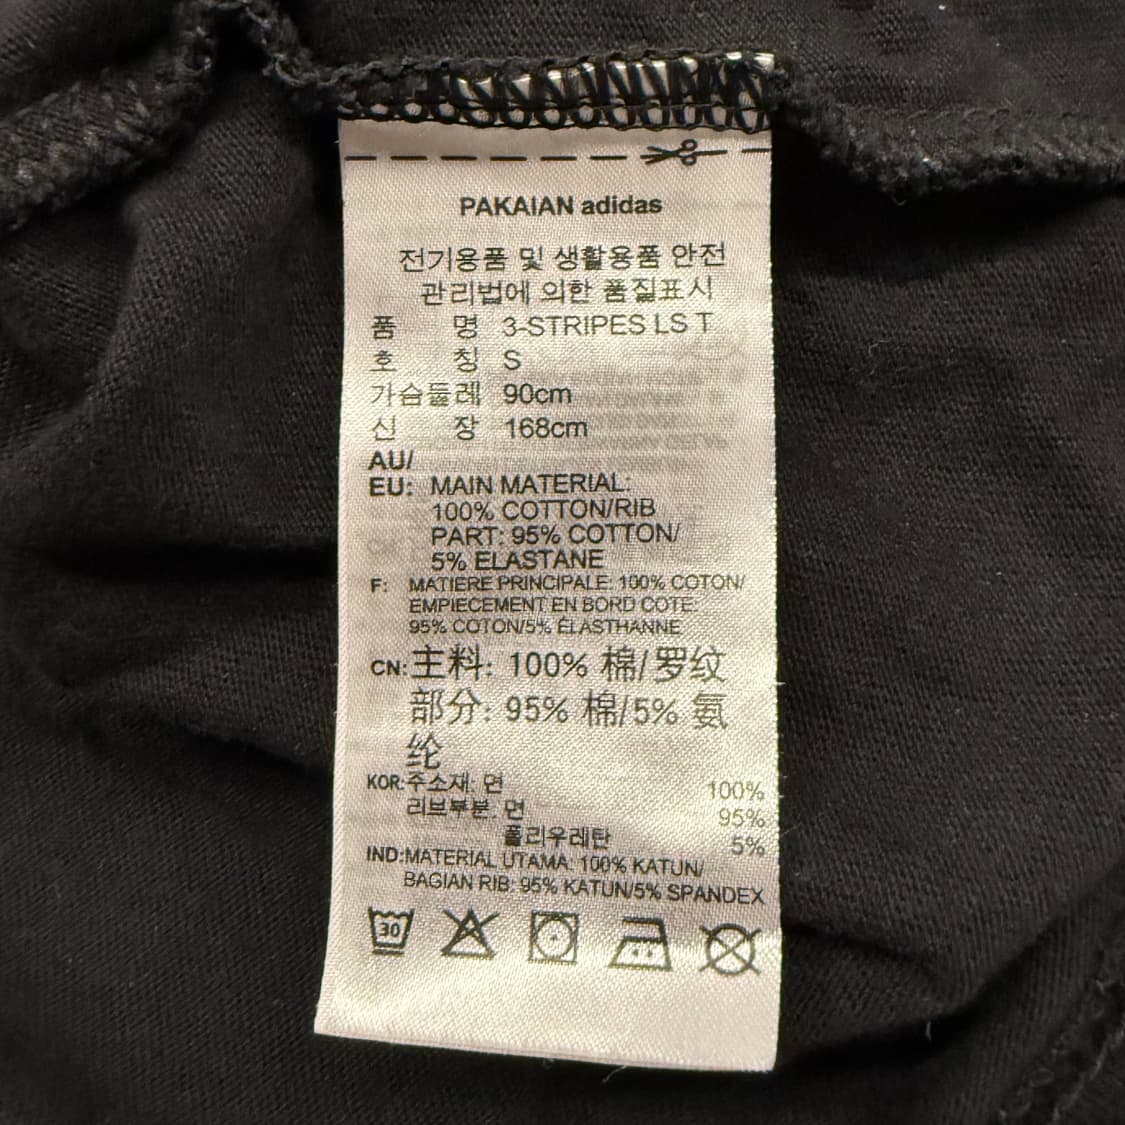 PAKAIAN adidas
전기용품 및 생활용품 안전
관리법에 의한 품질표시
품 명 3-STRIPES LS T
호 칭 S
가슴둘레 90cm
신 장 168cm
AU/
EU: MAIN MATERIAL:
100% COTTON/RIB
PART: 95% COTTON/
5% ELASTANE
F: MATIERE PRINCIPALE: 100% COTON/
EMPIECEMENT EN BORD COTE:
95% COTON/5% ÉLASTHANNE
CN: 主料: 100% 棉/罗纹
部分: 95% 棉/5% 氨
纶
KOR: 주소재: 면 100%
리브부분: 면 95%
폴리우레탄 5%
IND: MATERIAL UTAMA: 100% KATUN/
BAGIAN RIB: 95% KATUN/5% SPANDEX
30